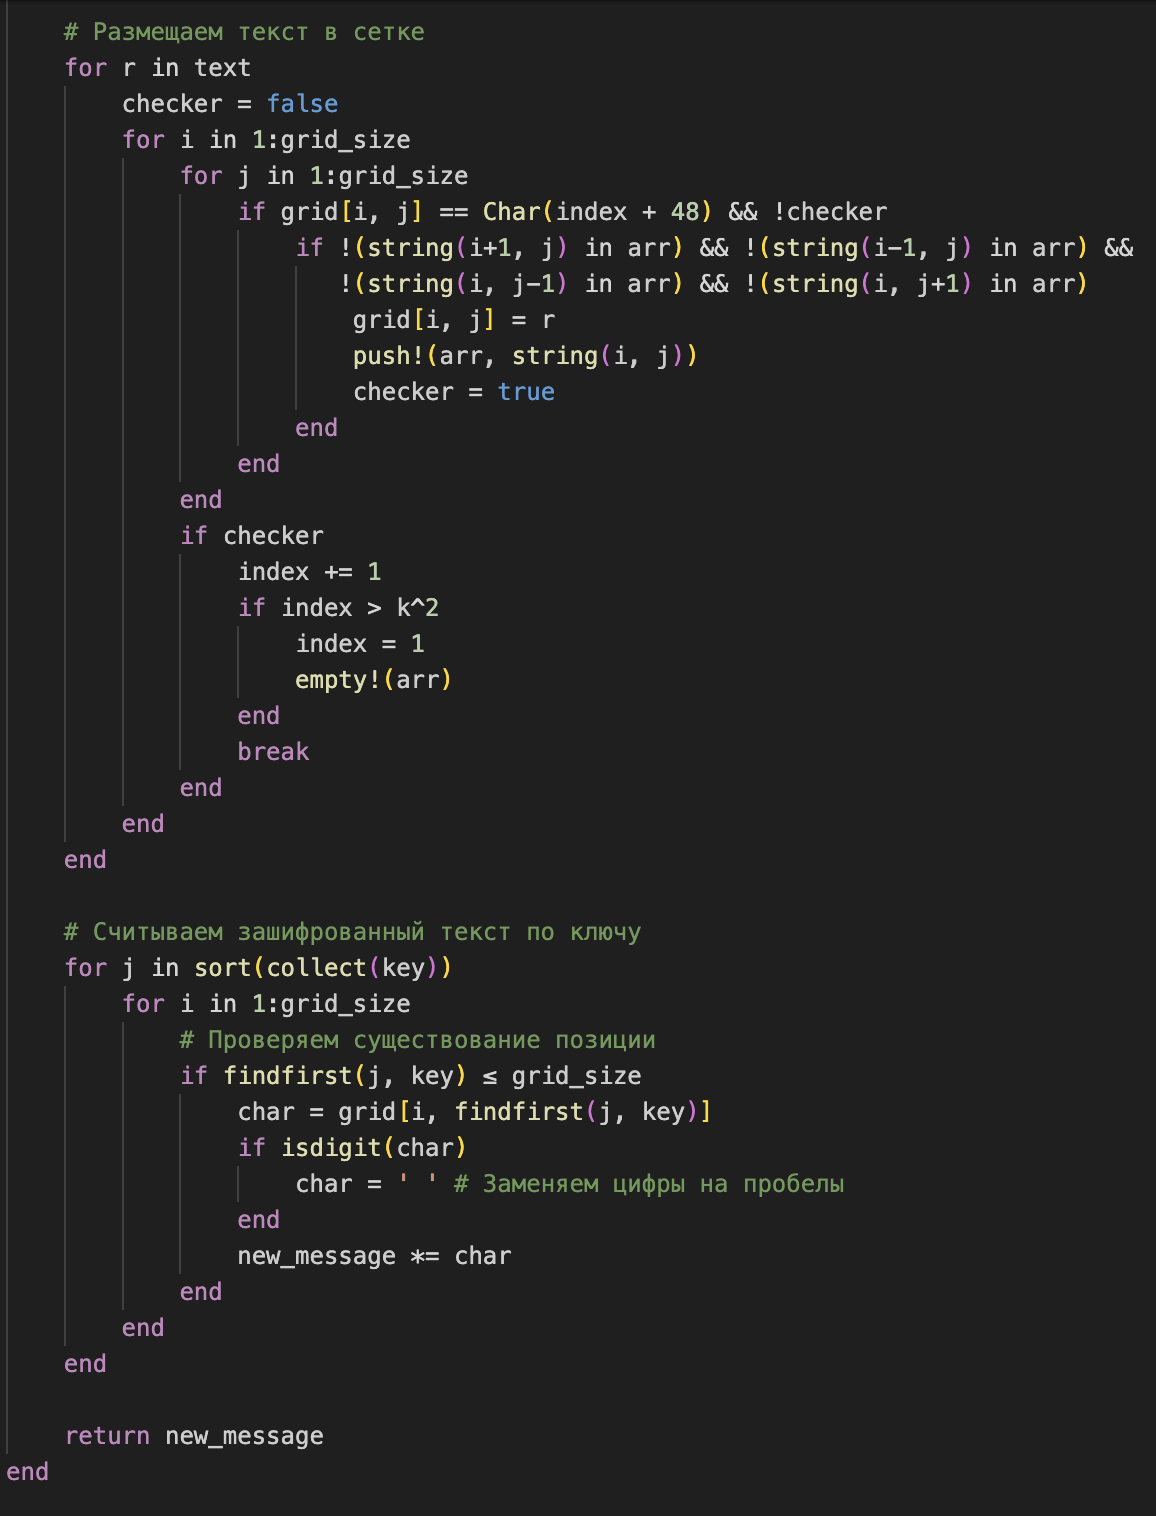 # Размещаем текст в сетке
for r in text
checker = false
for i in 1:grid_size
for j in 1:grid_size
if grid[i, j] == Char(index + 48) && !checker
if !(string(i+1, j) in arr) && !(string(i-1, j) in arr) &&
!(string(i, j-1) in arr) && !(string(i, j+1) in arr)
grid[i, j] = r
push!(arr, string(i, j))
checker = true
end
end
end
if checker
index += 1
if index > k^2
index = 1
empty!(arr)
end
break
end
end
end
# Считываем зашифрованный текст по ключу
for j in sort(collect(key))
for i in 1:grid_size
# Проверяем существование позиции
if findfirst(j, key) ≤ grid_size
char = grid[i, findfirst(j, key)]
if isdigit(char)
char = ' ' # Заменяем цифры на пробелы
end
new_message *= char
end
end
end
return new_message
end